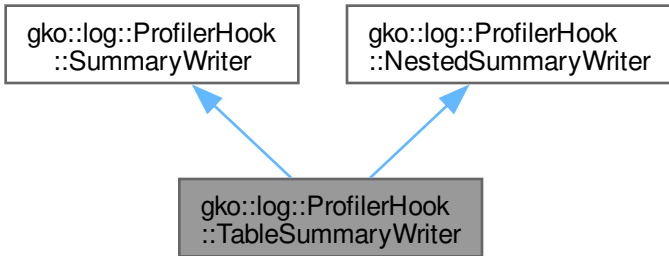 gko::log::ProfilerHook
::SummaryWriter
gko::log::ProfilerHook
::NestedSummaryWriter
gko::log::ProfilerHook
::TableSummaryWriter